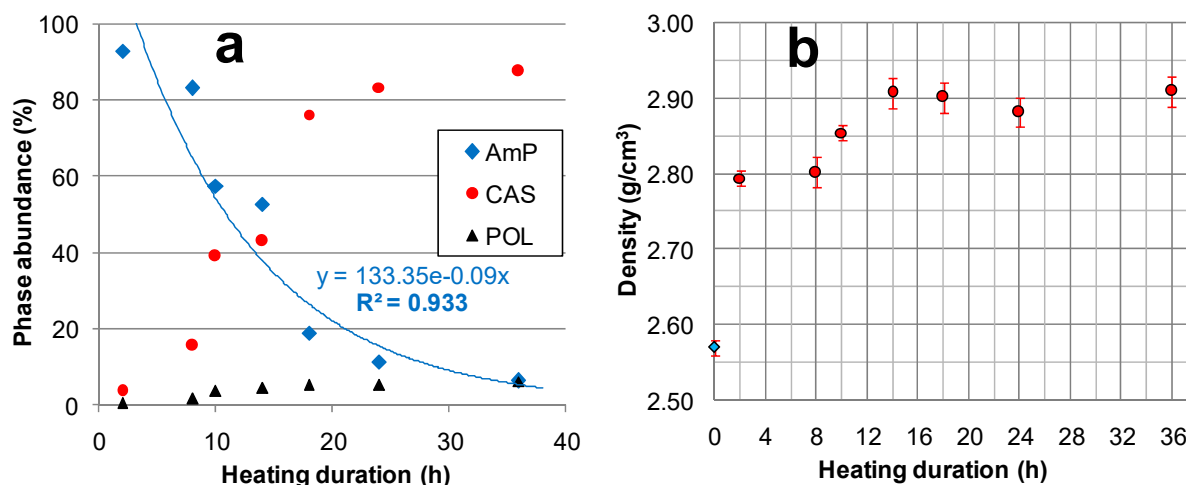 a
Phase abundance (%)
100
80
60
40
20
0
AmP
CAS
POL
y = 133.35e-0.09x
R² = 0.933
0 10 20 30 40
Heating duration (h)
b
Density (g/cm³)
3.00
2.90
2.80
2.70
2.60
2.50
0 4 8 12 16 20 24 28 32 36
Heating duration (h)